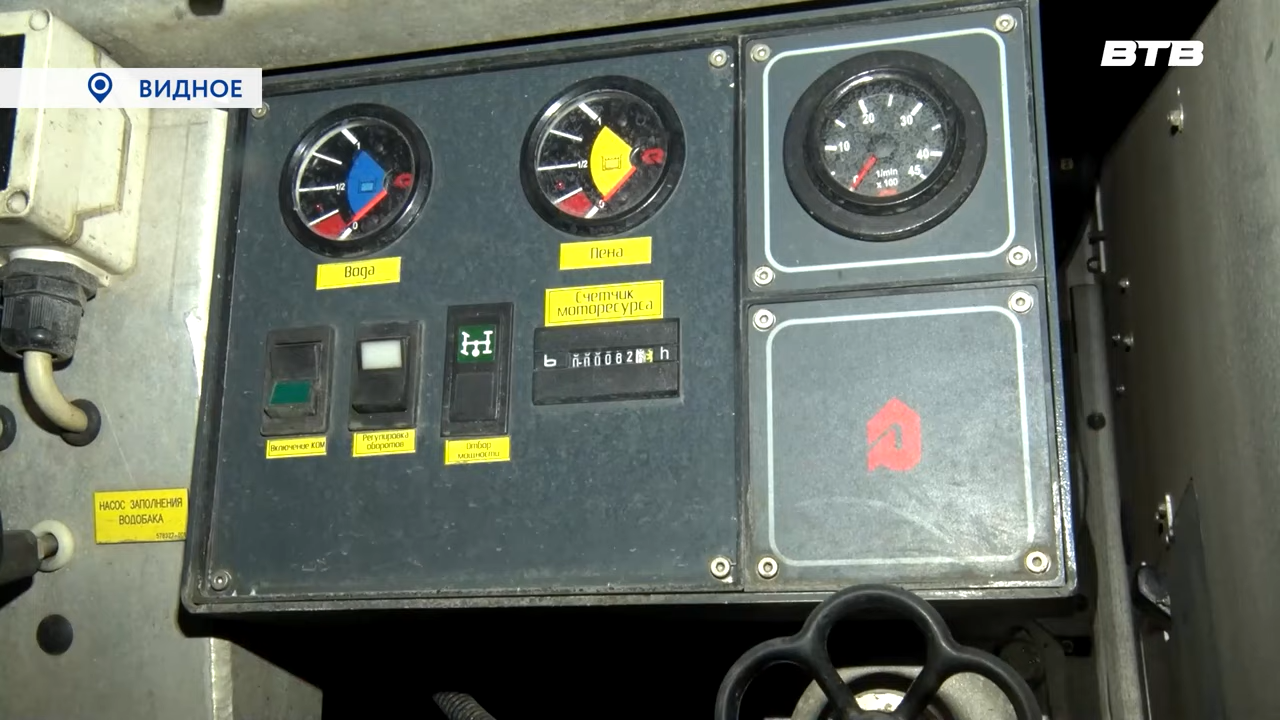 ВИДНОЕ
ВТВ
1
1/2
0
Вода
1
1/2
0
Пена
10
20
30
40
45
0
1/min
x 100
Счетчик
моторесурса
h
Включение КОМ
Регулировка
оборотов
Отбор
мощности
НАСОС ЗАПОЛНЕНИЯ
ВОДОБАКА